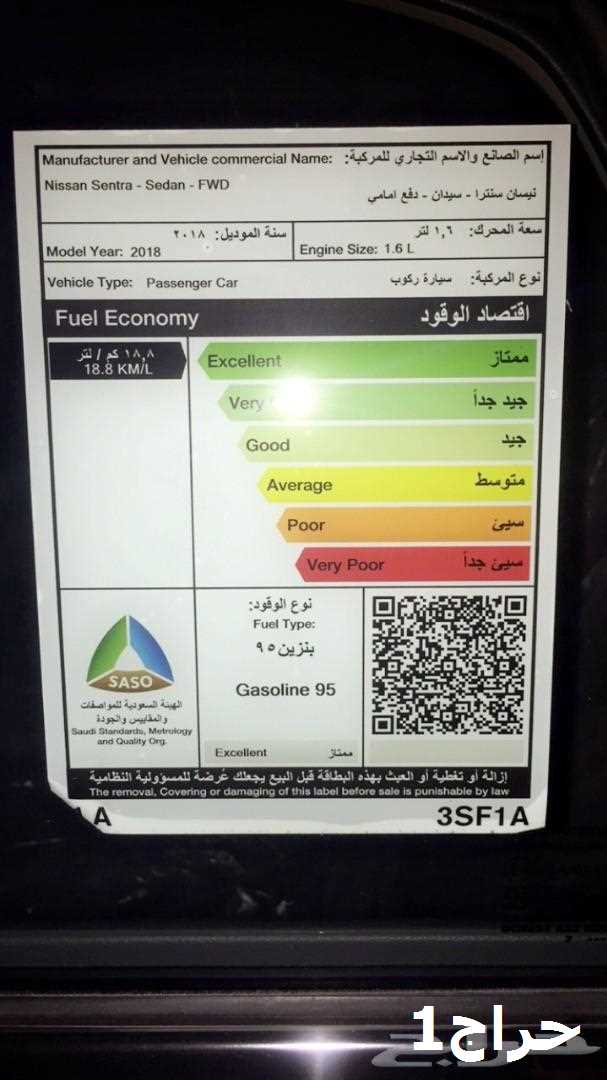 Manufacturer and Vehicle commercial Name: إسم الصانع والاسم التجاري للمركبة:
Nissan Sentra - Sedan - FWD
نيسان سنترا - سيدان - دفع امامي
سنة الموديل: ٢٠١٨
Model Year: 2018
سعة المحرك: ١,٦ لتر
Engine Size: 1.6 L
Vehicle Type: Passenger Car نوع المركبة: سيارة ركوب
Fuel Economy اقتصاد الوقود
١٨,٨ كم / لتر
18.8 KM/L
Excellent ممتاز
Very جيد جداً
Good جيد
Average متوسط
Poor سيئ
Very Poor سيئ جداً
SASO
الهيئة السعودية للمواصفات
والمقاييس والجودة
Saudi Standards, Metrology
and Quality Org.
نوع الوقود:
Fuel Type:
بنزين ٩٥
Gasoline 95
Excellent ممتاز
إزالة أو تغطية أو العبث بهذه البطاقة قبل البيع يجعلك عُرضة للمسؤولية النظامية
The removal, Covering or damaging of this label before sale is punishable by law
A 3SF1A
حراج1